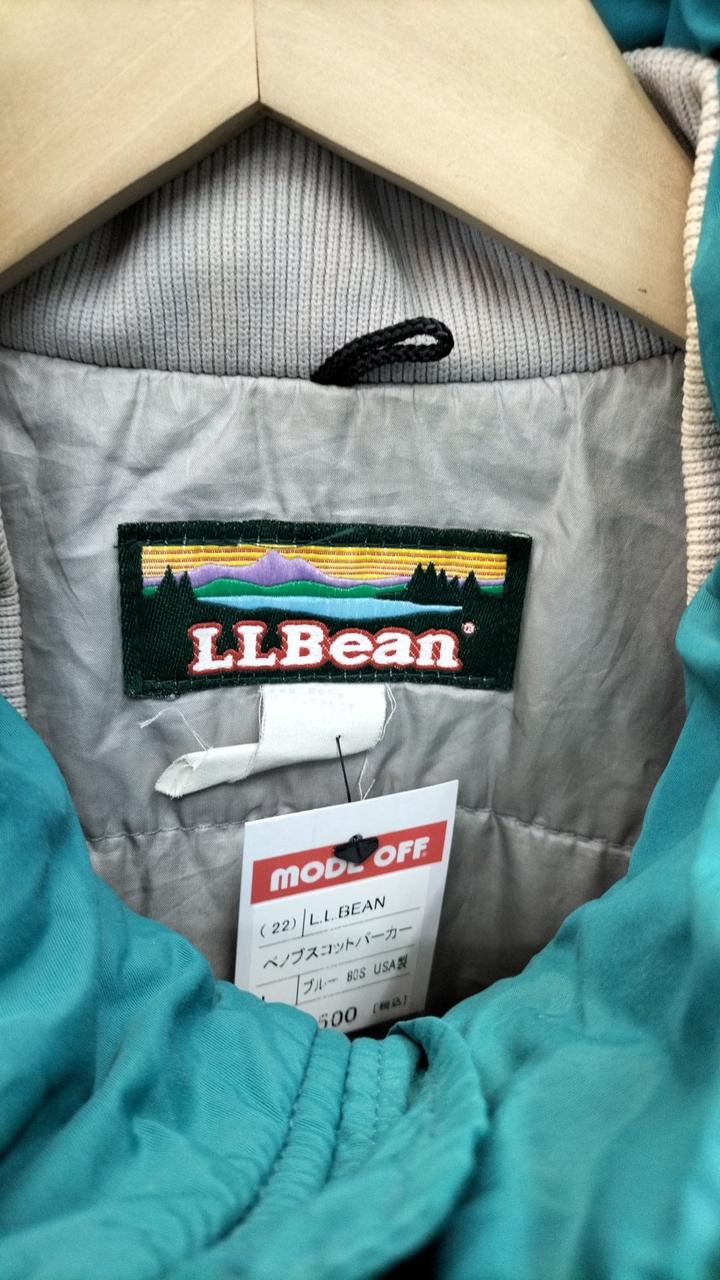 LLBean®
MODE OFF
(22) L.L.BEAN
ペノブスコットパーカー
L ブルー 80S USA製
500 [税込]